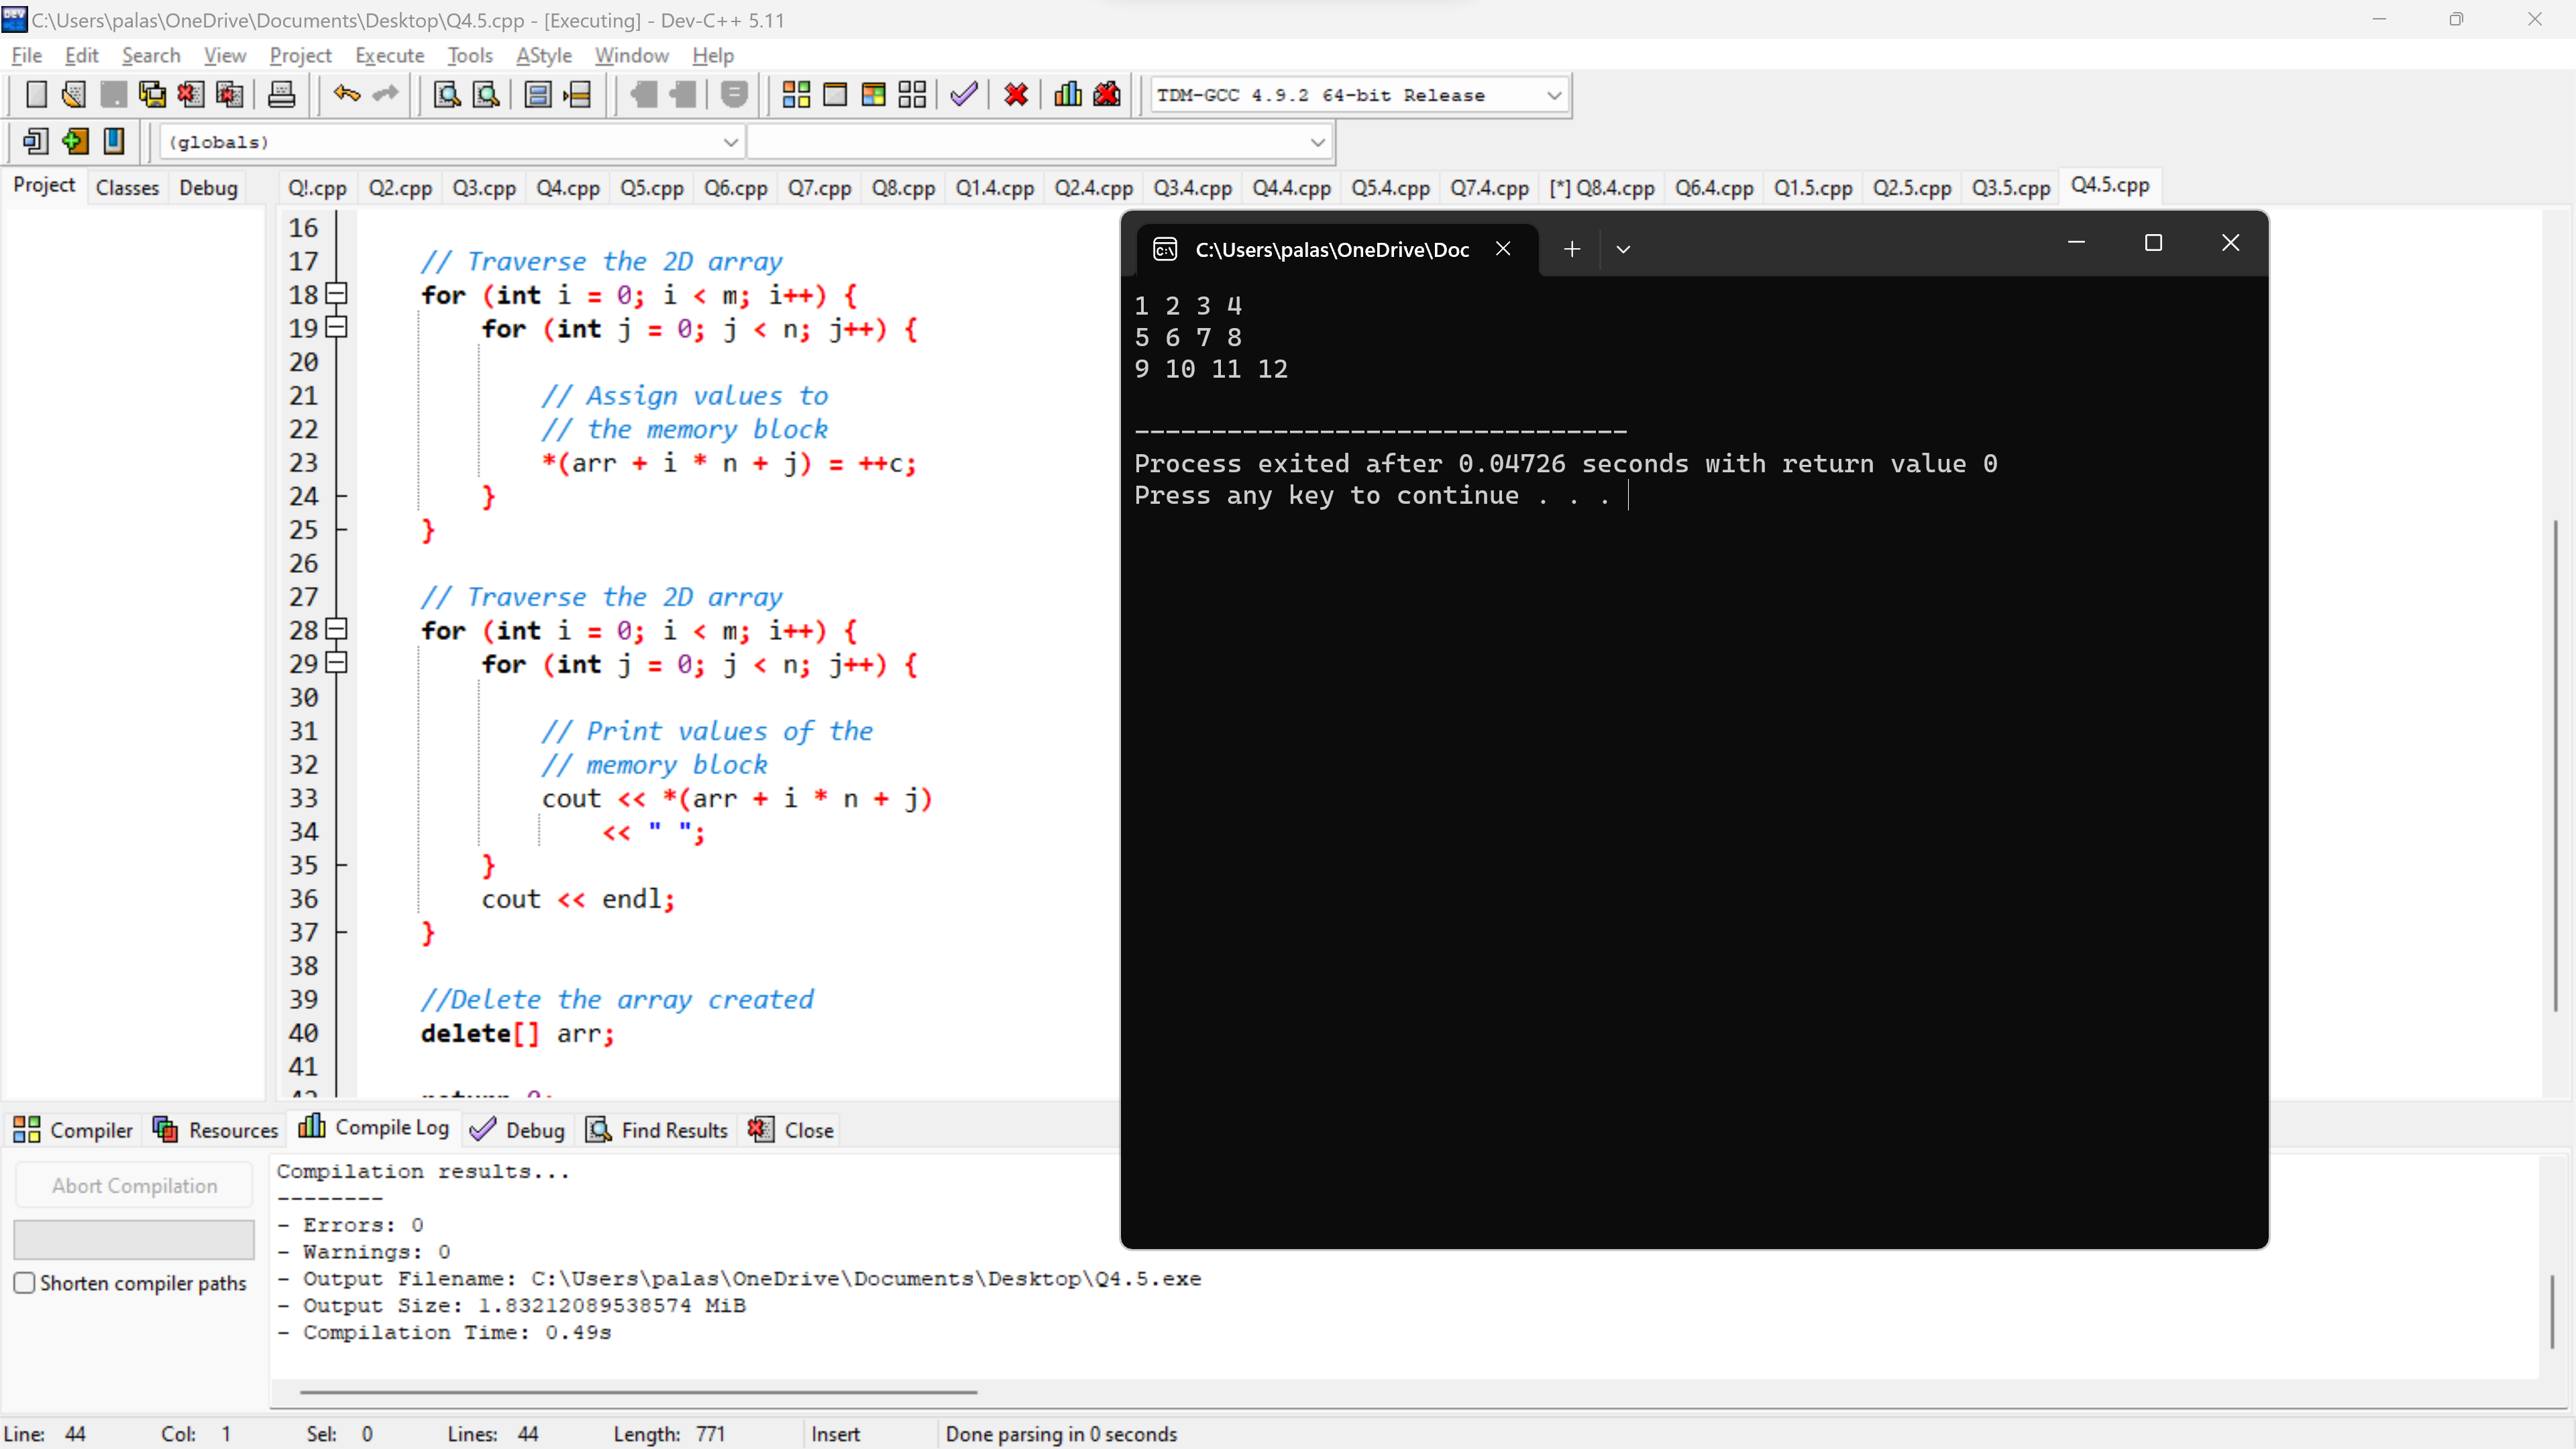 C:\Users\palas\OneDrive\Documents\Desktop\Q4.5.cpp - [Executing] - Dev-C++ 5.11
File Edit Search View Project Execute Tools AStyle Window Help
TDM-GCC 4.9.2 64-bit Release
(globals)
Project Classes Debug Q!.cpp Q2.cpp Q3.cpp Q4.cpp Q5.cpp Q6.cpp Q7.cpp Q8.cpp Q1.4.cpp Q2.4.cpp Q3.4.cpp Q4.4.cpp Q5.4.cpp Q7.4.cpp [*] Q8.4.cpp Q6.4.cpp Q1.5.cpp Q2.5.cpp Q3.5.cpp Q4.5.cpp
16
17 // Traverse the 2D array
18 for (int i = 0; i < m; i++) {
19 for (int j = 0; j < n; j++) {
20
21 // Assign values to
22 // the memory block
23 *(arr + i * n + j) = ++c;
24 }
25 }
26
27 // Traverse the 2D array
28 for (int i = 0; i < m; i++) {
29 for (int j = 0; j < n; j++) {
30
31 // Print values of the
32 // memory block
33 cout << *(arr + i * n + j)
34 << " ";
35 }
36 cout << endl;
37 }
38
39 //Delete the array created
40 delete[] arr;
41
C:\Users\palas\OneDrive\Doc
1 2 3 4
5 6 7 8
9 10 11 12
--------------------------------
Process exited after 0.04726 seconds with return value 0
Press any key to continue . . .
Compiler Resources Compile Log Debug Find Results Close
Abort Compilation
Shorten compiler paths
Compilation results...
--------
- Errors: 0
- Warnings: 0
- Output Filename: C:\Users\palas\OneDrive\Documents\Desktop\Q4.5.exe
- Output Size: 1.83212089538574 MiB
- Compilation Time: 0.49s
Line: 44 Col: 1 Sel: 0 Lines: 44 Length: 771 Insert Done parsing in 0 seconds